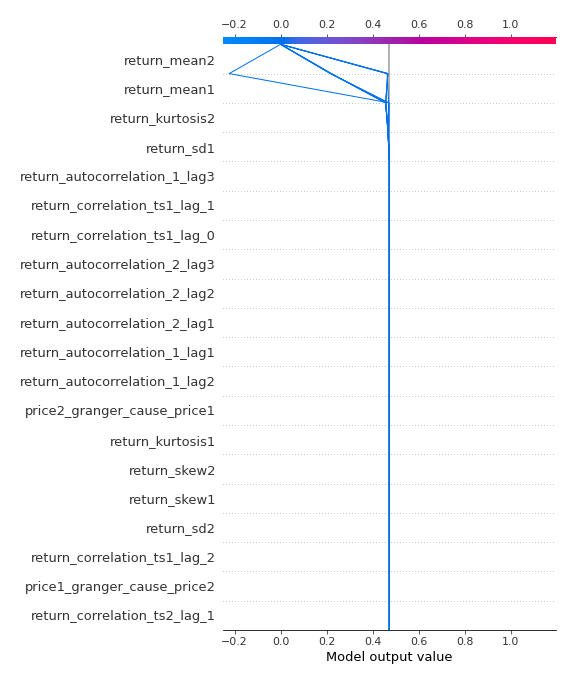 −0.2 0.0 0.2 0.4 0.6 0.8 1.0
return_mean2
return_mean1
return_kurtosis2
return_sd1
return_autocorrelation_1_lag3
return_correlation_ts1_lag_1
return_correlation_ts1_lag_0
return_autocorrelation_2_lag3
return_autocorrelation_2_lag2
return_autocorrelation_2_lag1
return_autocorrelation_1_lag1
return_autocorrelation_1_lag2
price2_granger_cause_price1
return_kurtosis1
return_skew2
return_skew1
return_sd2
return_correlation_ts1_lag_2
price1_granger_cause_price2
return_correlation_ts2_lag_1
−0.2 0.0 0.2 0.4 0.6 0.8 1.0
Model output value